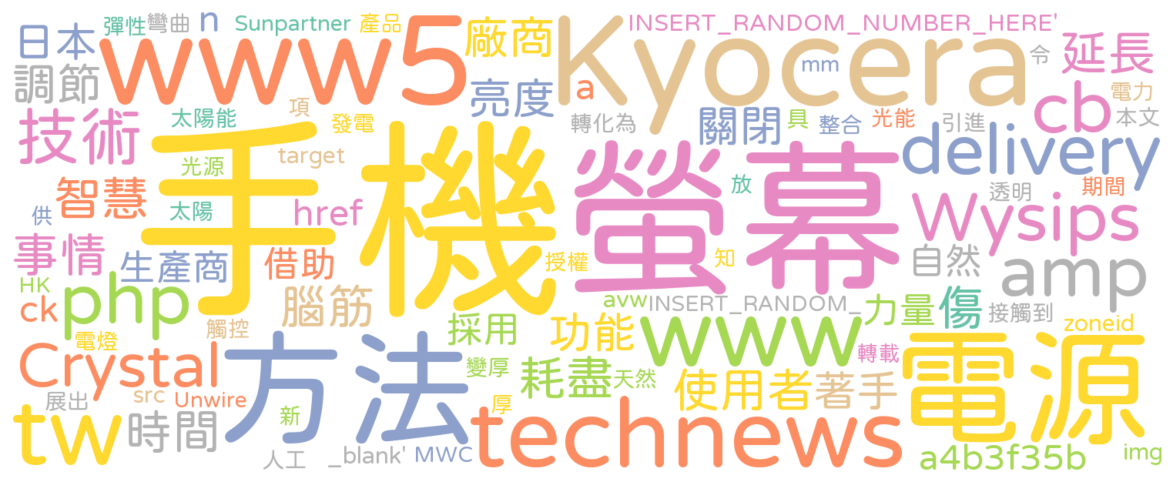 日本 彈性 彎曲 n Sunpartner 產品 廠商 INSERT_RANDOM_NUMBER_HERE' 令 延長
調節 www5 亮度 a Kyocera mm cb 電力 本文
技術 太陽能 項 發電 轉化為 關閉 具 整合 光能 引進 delivery
光源 target 手機 螢幕 放 透明 期間
智慧 供 太陽 href Wysips
事情 生產商 借助 授權 知 自然 amp
HK ck php 觸控 腦筋 avw INSERT_RANDOM_ 力量 傷 接觸到
電燈 採用 功能 www 轉載 zoneid
Crystal 方法 變厚 耗盡 天然 電源
展出 src Unwire 厚 使用者 著手
tw 時間 新 technews
人工 _blank' MWC a4b3f35b img